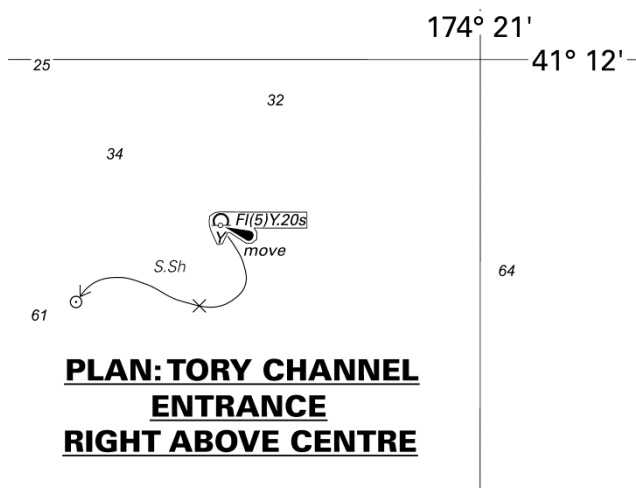 174° 21'
41° 12'
25
32
34
Fl(5)Y.20s
Y
move
S.Sh
64
61
PLAN: TORY CHANNEL
ENTRANCE
RIGHT ABOVE CENTRE